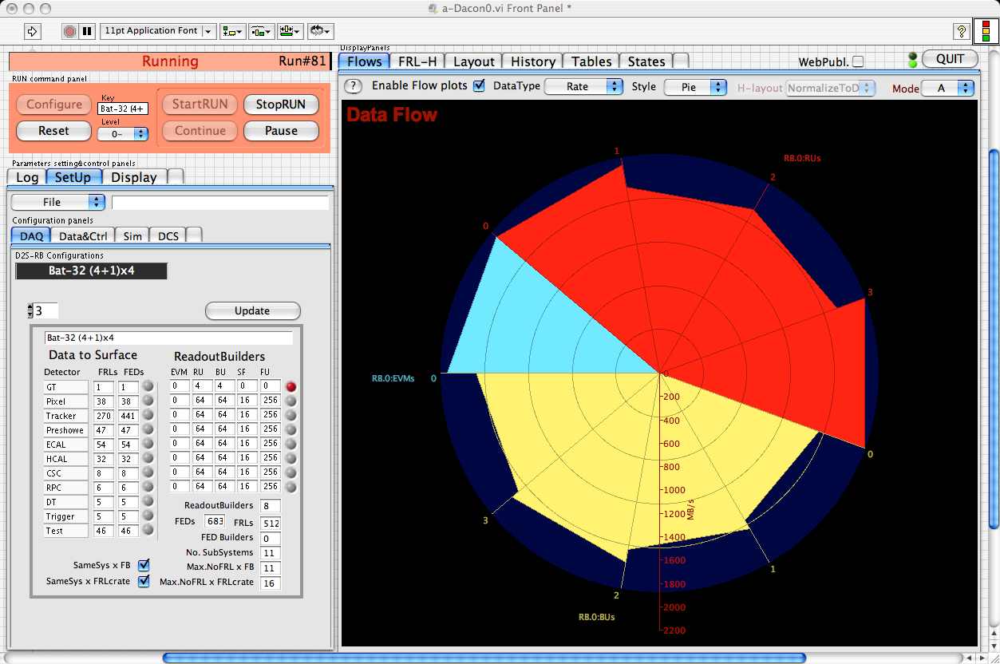 a-Dacon0.vi Front Panel *
11pt Application Font
?
Running Run#81
RUN command panel
Configure
Key
Bat-32 (4+
StartRUN
StopRUN
Reset
Level
0-
Continue
Pause
Parameters setting&control panels
Log SetUp Display
File
Configuration panels
DAQ Data&Ctrl Sim DCS
D2S-RB Configurations
Bat-32 (4+1)x4
3
Update
Bat-32 (4+1)x4
Data to Surface
Detector FRLs FEDs
GT 1 1
Pixel 38 38
Tracker 270 441
Preshowe 47 47
ECAL 54 54
HCAL 32 32
CSC 8 8
RPC 6 6
DT 5 5
Trigger 5 5
Test 46 46
ReadoutBuilders
EVM RU BU SF FU
0 4 4 0 0
0 64 64 16 256
0 64 64 16 256
0 64 64 16 256
0 64 64 16 256
0 64 64 16 256
0 64 64 16 256
0 64 64 16 256
ReadoutBuilders 8
FEDs 683 FRLs 512
FED Builders 0
No. SubSystems 11
Max.NoFRL x FB 11
Max.NoFRL x FRLcrate 16
SameSys x FB
SameSys x FRLcrate
DisplayPanels
Flows FRL-H Layout History Tables States
WebPubl.
QUIT
? Enable Flow plots DataType Rate Style Pie H-layout NormalizeToD Mode A
Data Flow
RB.0:RUs
0
1
2
3
RB.0:EVMs 0
0
1
2
3
RB.0:BUs
0
200
400
600
800
1000
1200
1400
1600
1800
2000
2200
MB/s